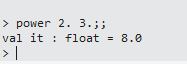 > power 2. 3.;;
val it : float = 8.0
>